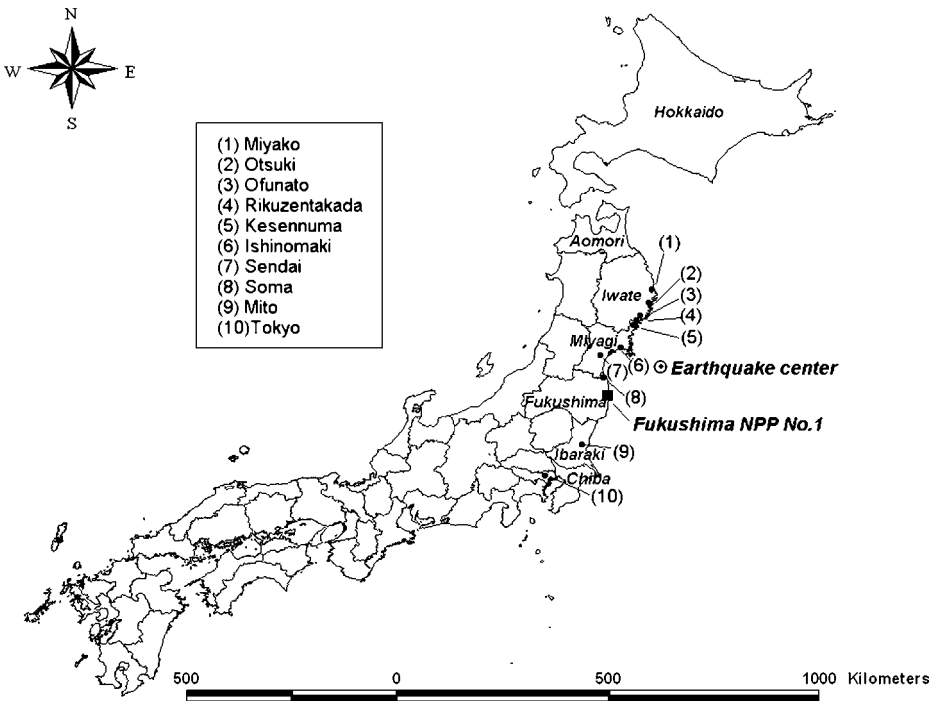 N
W E
S
Hokkaido
(1) Miyako
(2) Otsuki
(3) Ofunato
(4) Rikuzentakada
(5) Kesennuma
(6) Ishinomaki
(7) Sendai
(8) Soma
(9) Mito
(10)Tokyo
Aomori
(1)
(2)
Iwate
(3)
(4)
(5)
Miyagi
(6)
Earthquake center
(7)
(8)
Fukushima
Fukushima NPP No.1
(9)
Ibaraki
Chiba
(10)
500 0 500 1000 Kilometers